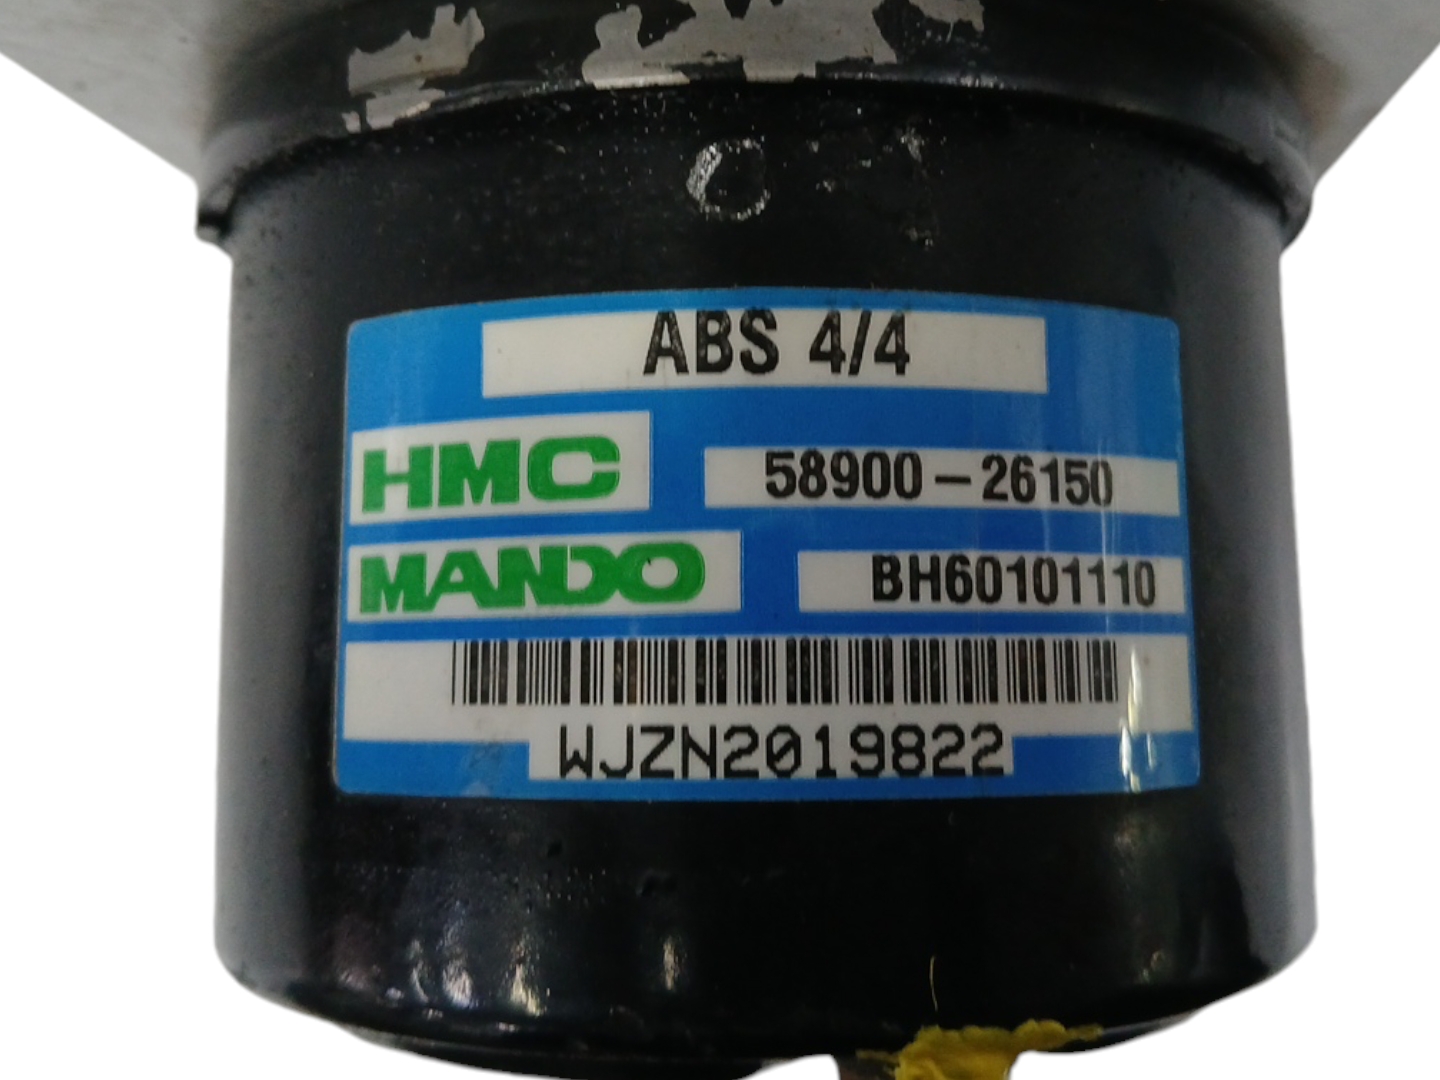 ABS 4/4
HMC 58900-26150
MANDO BH60101110
WJZN2019822